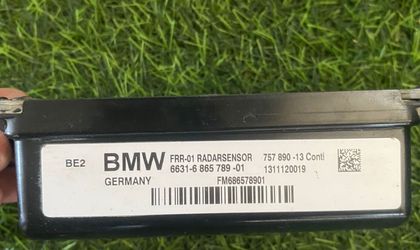 BE2 BMW FRR-01 RADARSENSOR 757 890 -13 Conti
6631-6 865 789 -01 1311120019
GERMANY FM686578901